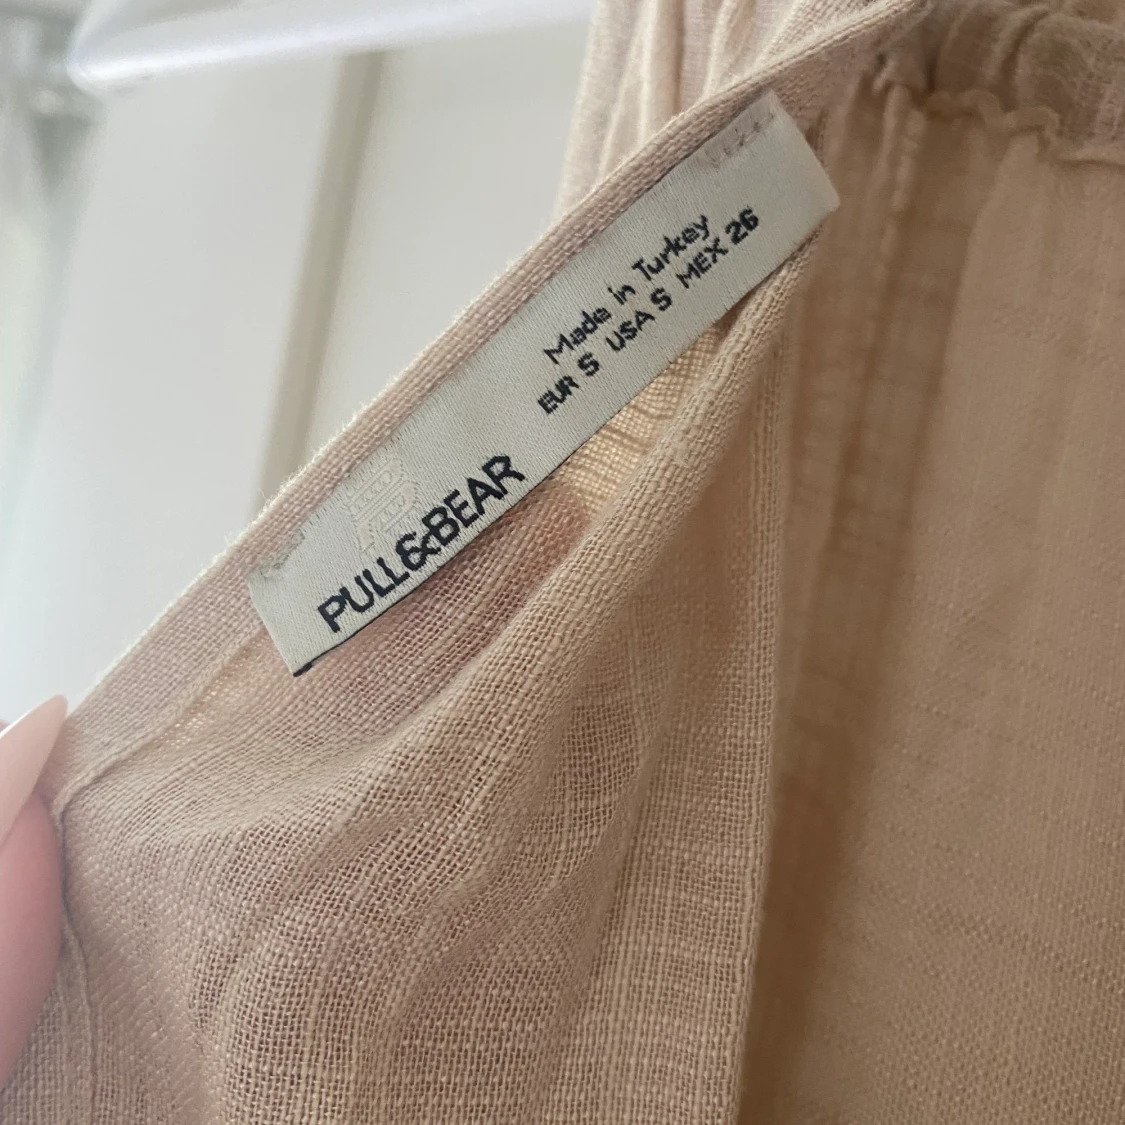 PULL&BEAR
Made in Turkey
EUR S USA S MEX 26